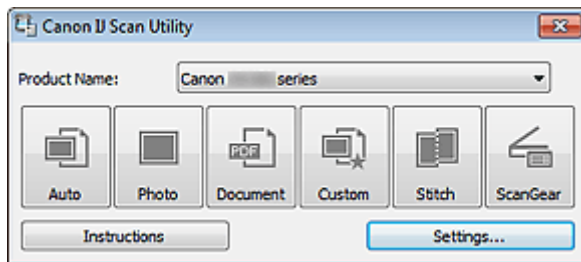 Canon IJ Scan Utility
Product Name: Canon series
PDF
Auto Photo Document Custom Stitch ScanGear
Instructions Settings...